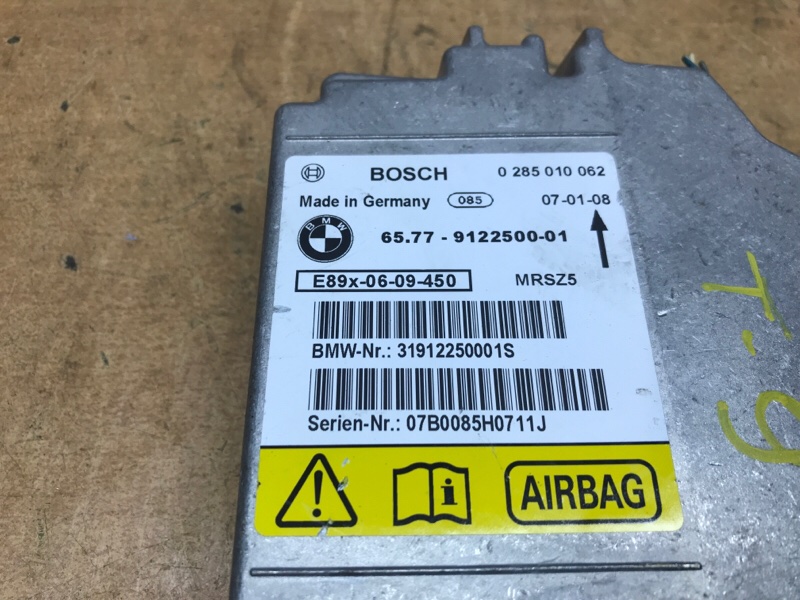 BOSCH 0 285 010 062
Made in Germany 085 07-01-08
BMW 65.77 - 9122500-01
E89x-06-09-450 MRSZ5
BMW-Nr.: 31912250001S
Serien-Nr.: 07B0085H0711J
AIRBAG